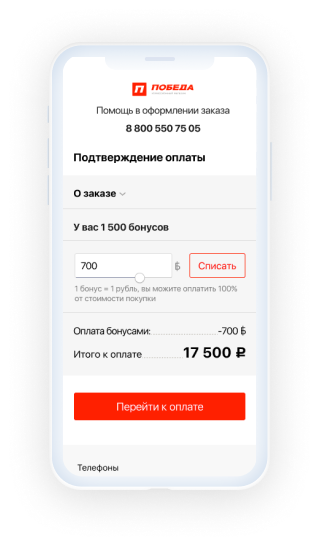 ПОБЕДА
Помощь в оформлении заказа
8 800 550 75 05
Подтверждение оплаты
О заказе
У вас 1 500 бонусов
700 Б
Списать
1 бонус = 1 рубль, вы можете оплатить 100%
от стоимости покупки
Оплата бонусами: -700 Б
Итого к оплате 17 500 ₽
Перейти к оплате
Телефоны